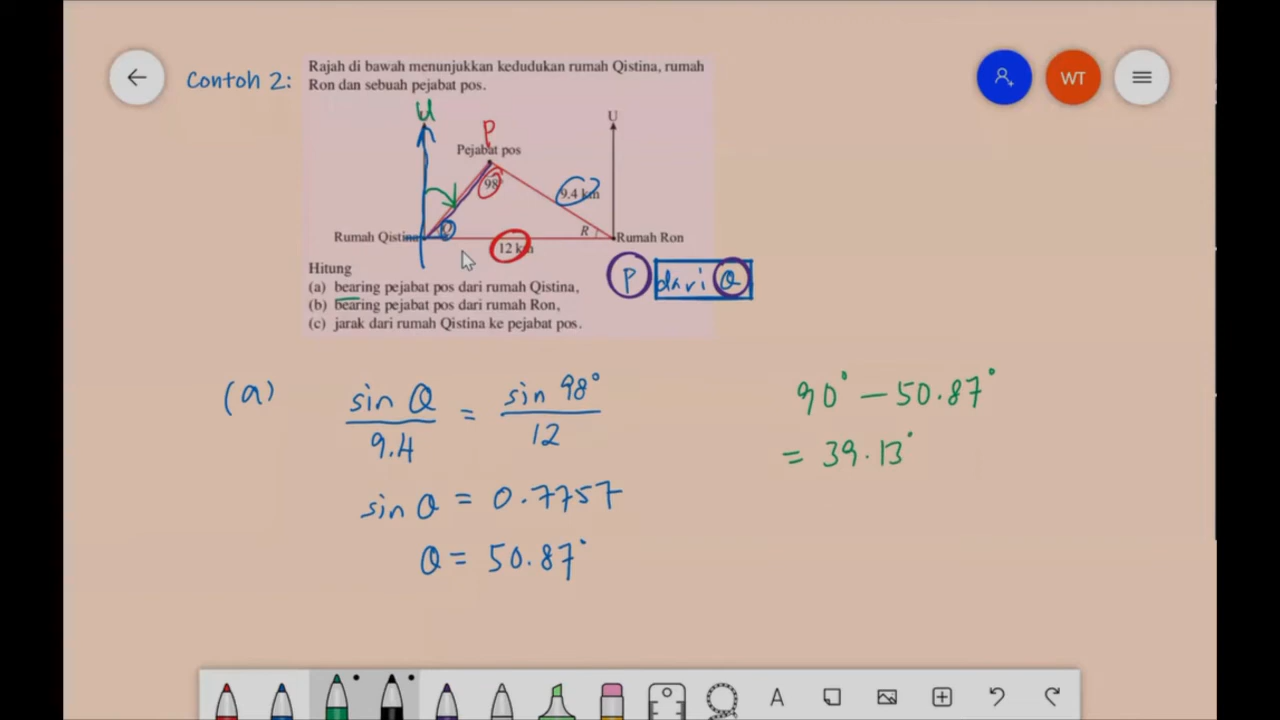 Contoh 2:
Rajah di bawah menunjukkan kedudukan rumah Qistina, rumah
Ron dan sebuah pejabat pos.
WT
U
U
P
Pejabat pos
98°
9.4 km
Rumah Qistina
Q
12 km
R
Rumah Ron
Hitung
P dari Q
(a) bearing pejabat pos dari rumah Qistina,
(b) bearing pejabat pos dari rumah Ron,
(c) jarak dari rumah Qistina ke pejabat pos.
(a) sin Q / 9.4 = sin 98° / 12
sin Q = 0.7757
Q = 50.87°
90° - 50.87°
= 39.13°
A